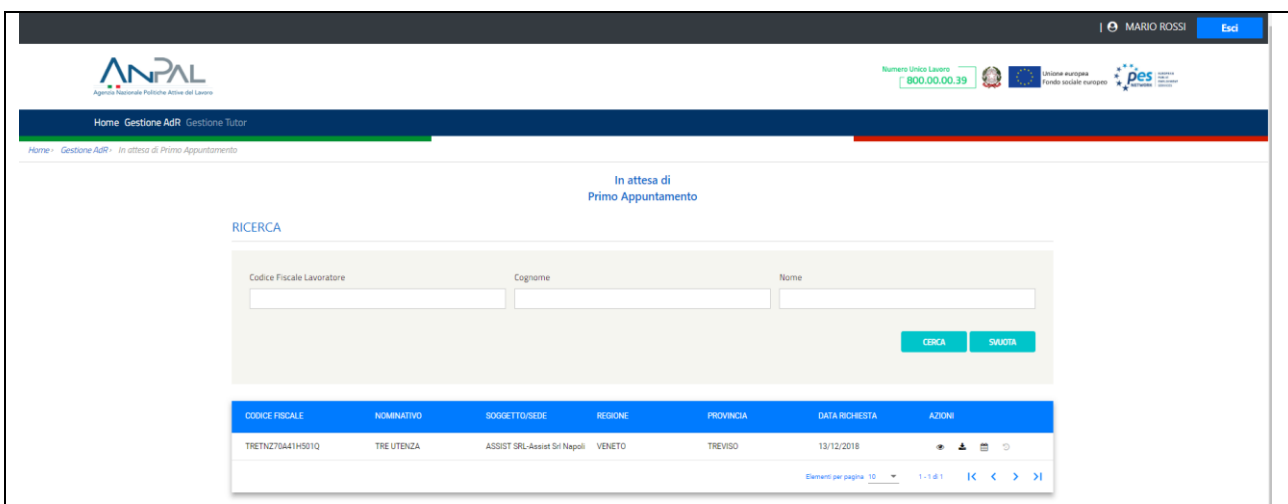 | MARIO ROSSI Esci
ANPAL
Agenzia Nazionale Politiche Attive del Lavoro
Numero Unico Lavoro
800.00.00.39
Unione europea
Fondo sociale europeo
pes
NETWORK
Home Gestione AdR Gestione Tutor
Home › Gestione AdR › In attesa di Primo Appuntamento
In attesa di
Primo Appuntamento
RICERCA
Codice Fiscale Lavoratore Cognome Nome
CERCA SVUOTA
CODICE FISCALE NOMINATIVO SOGGETTO/SEDE REGIONE PROVINCIA DATA RICHIESTA AZIONI
TRETNZ70A41H501Q TRE UTENZA ASSIST SRL-Assist Srl Napoli VENETO TREVISO 13/12/2018
Elementi per pagina 10 1 - 1 di 1